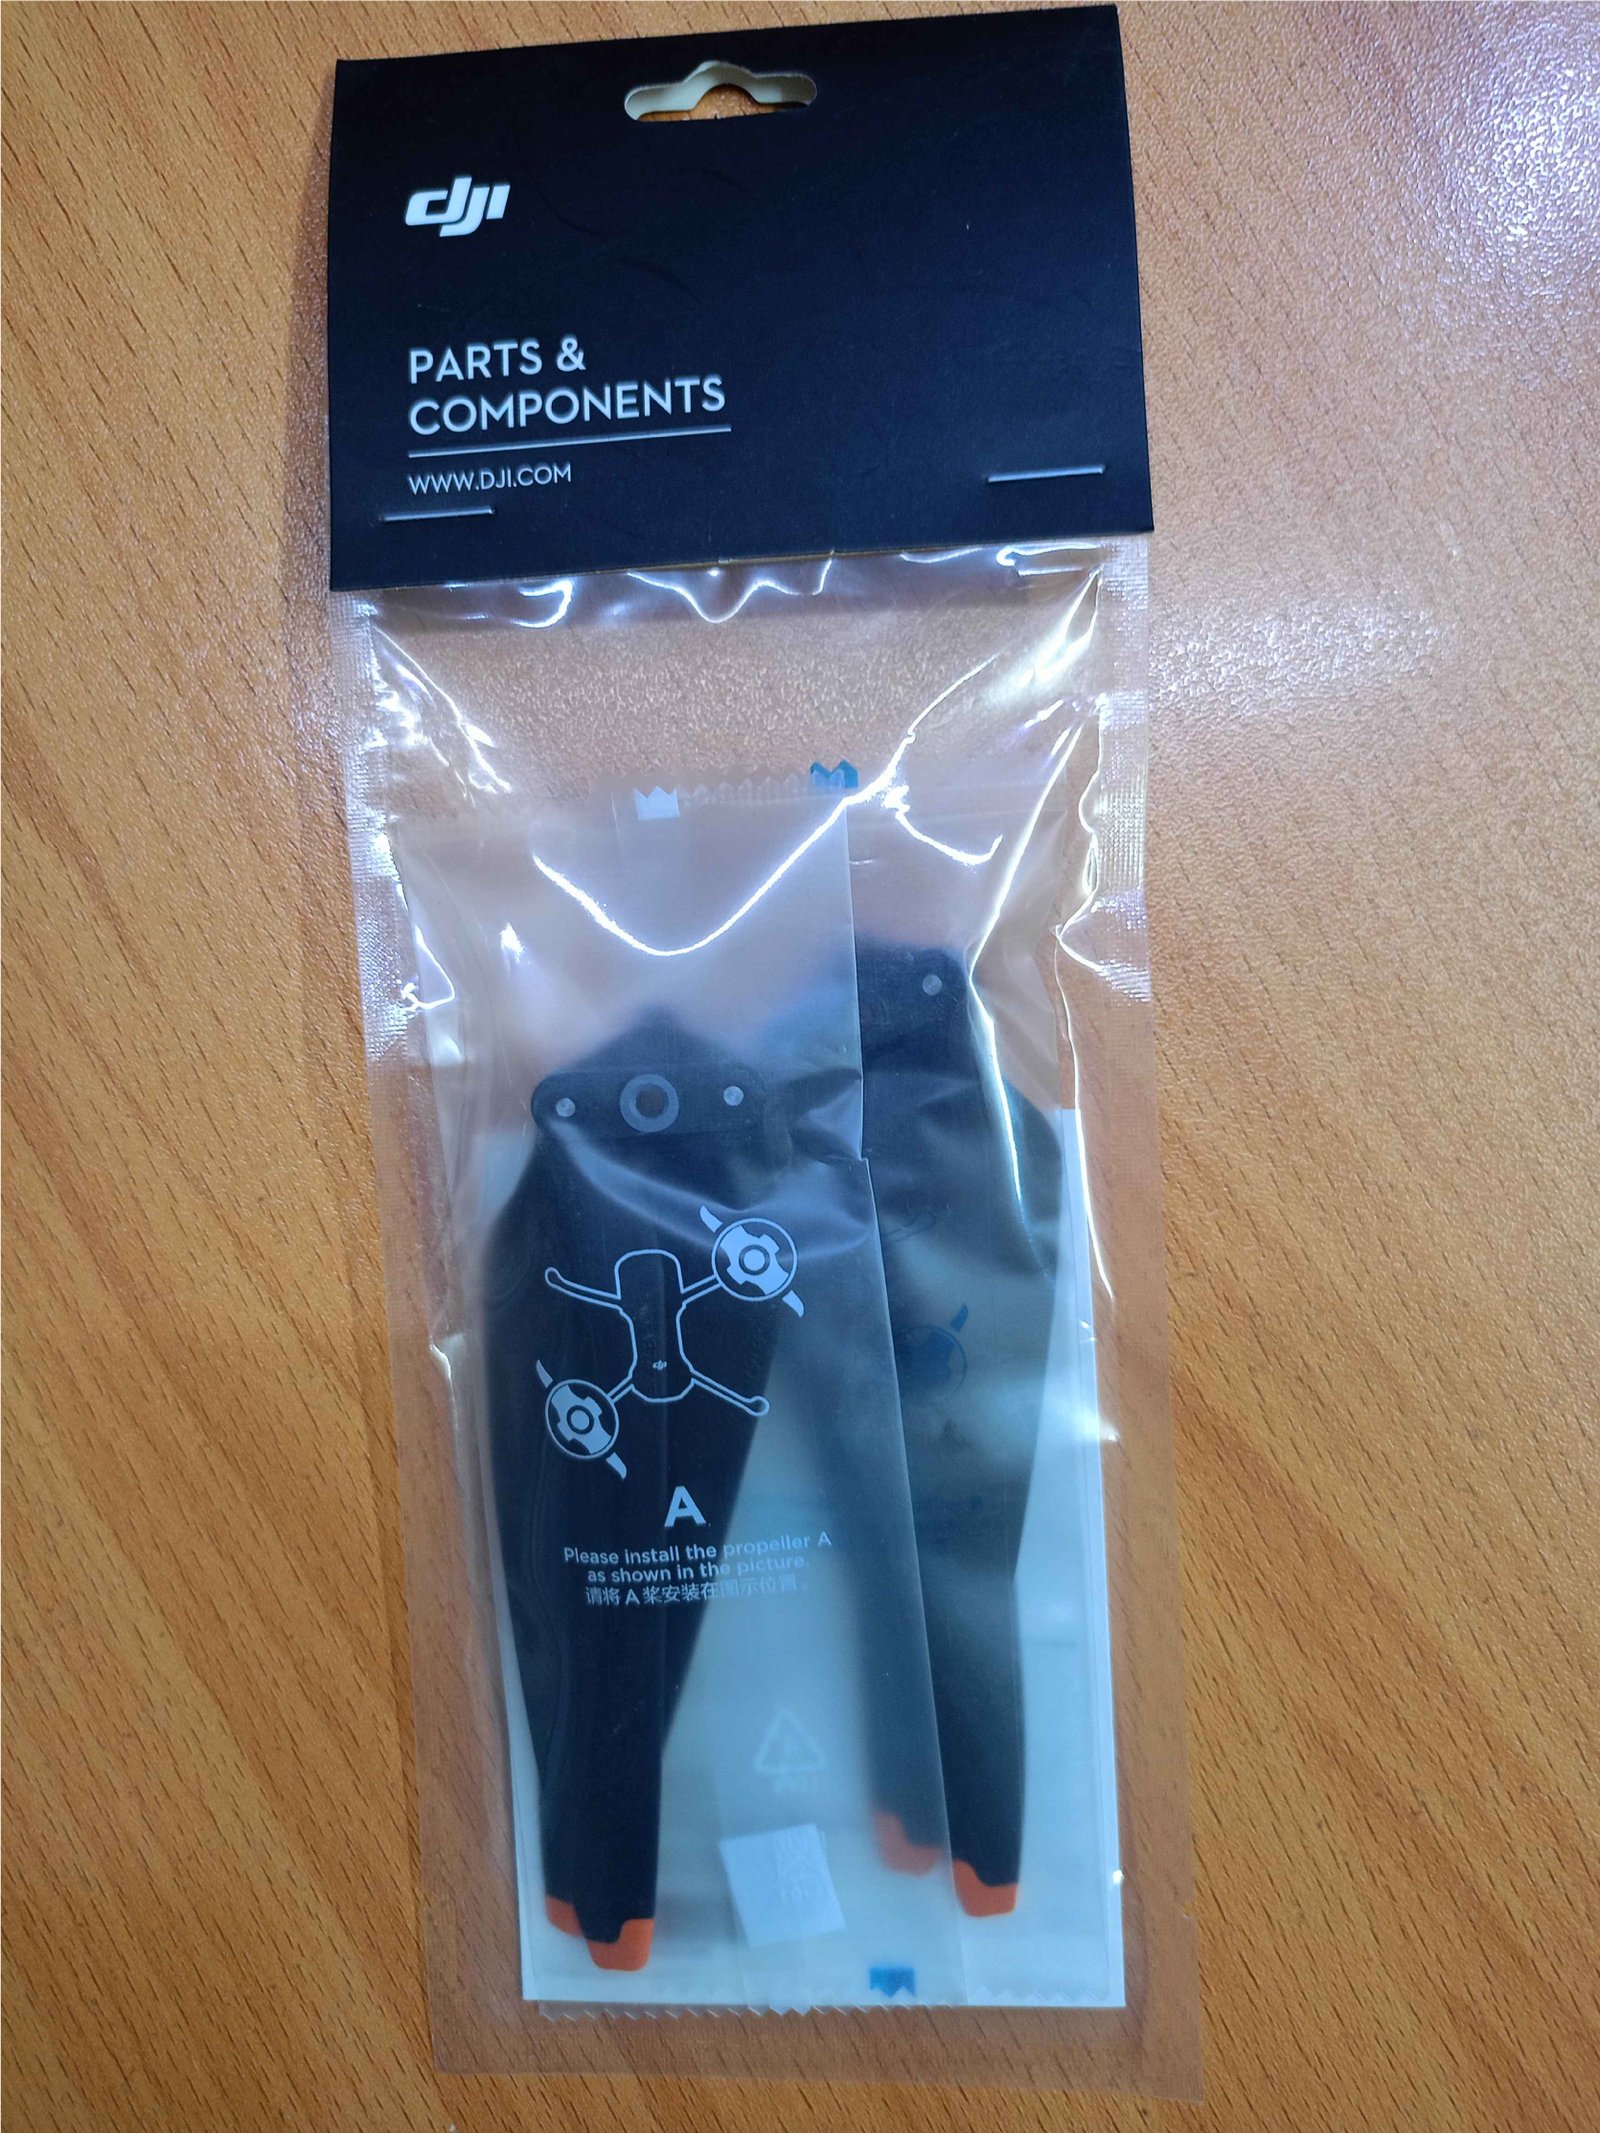 dji
PARTS &
COMPONENTS
WWW.DJI.COM
dji
A
Please install the propeller A
as shown in the picture.
请将 A 桨安装在图示位置。